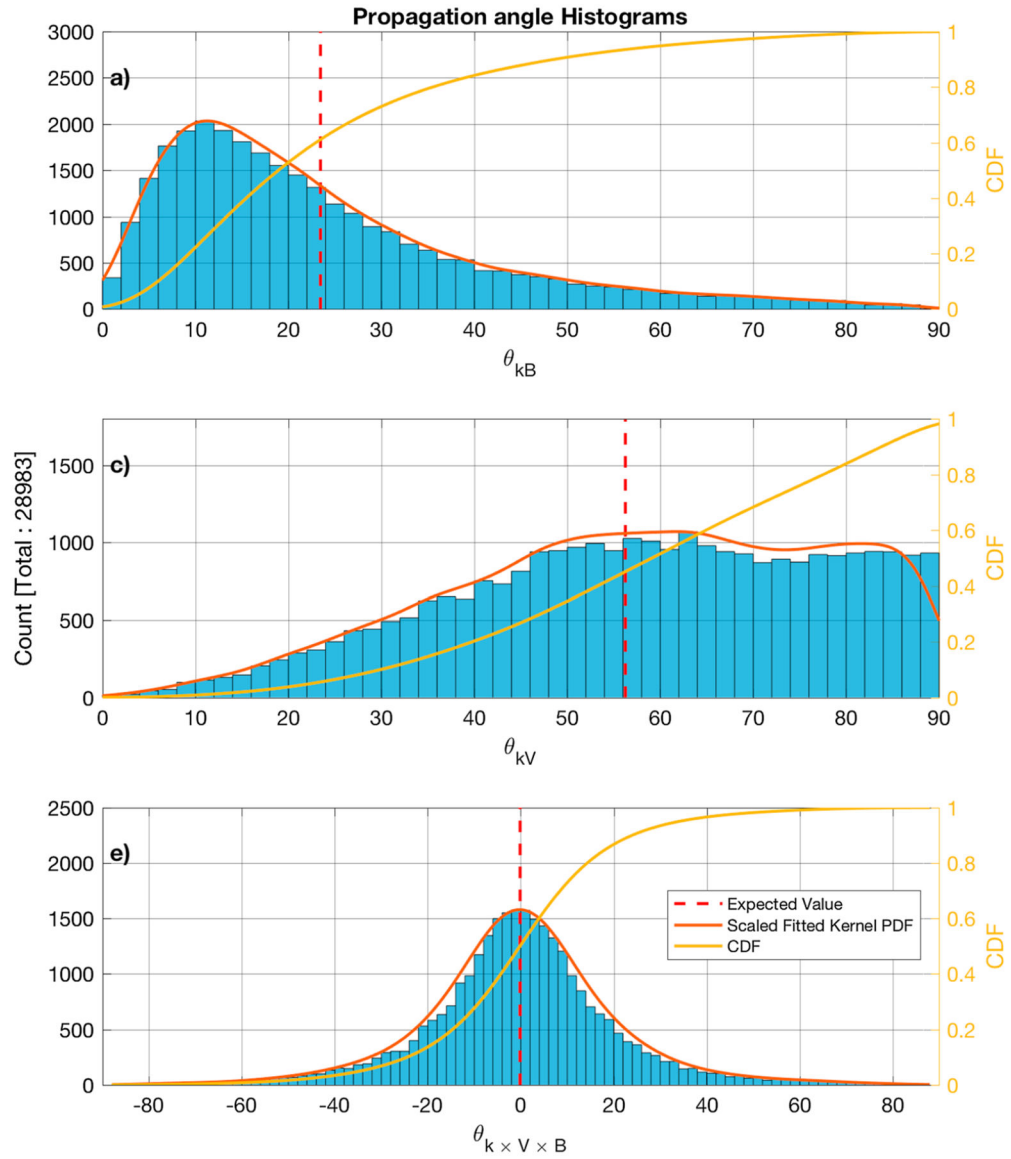 Propagation angle Histograms
3000
2500
2000
1500
1000
500
0
a)
1
0.8
0.6
0.4
0.2
0
CDF
0 10 20 30 40 50 60 70 80 90
θkB
Count [Total : 28983]
1500
1000
500
0
c)
1
0.8
0.6
0.4
0.2
0
CDF
0 10 20 30 40 50 60 70 80 90
θkV
2500
2000
1500
1000
500
0
e)
Expected Value
Scaled Fitted Kernel PDF
CDF
1
0.8
0.6
0.4
0.2
0
CDF
-80 -60 -40 -20 0 20 40 60 80
θk × V × B